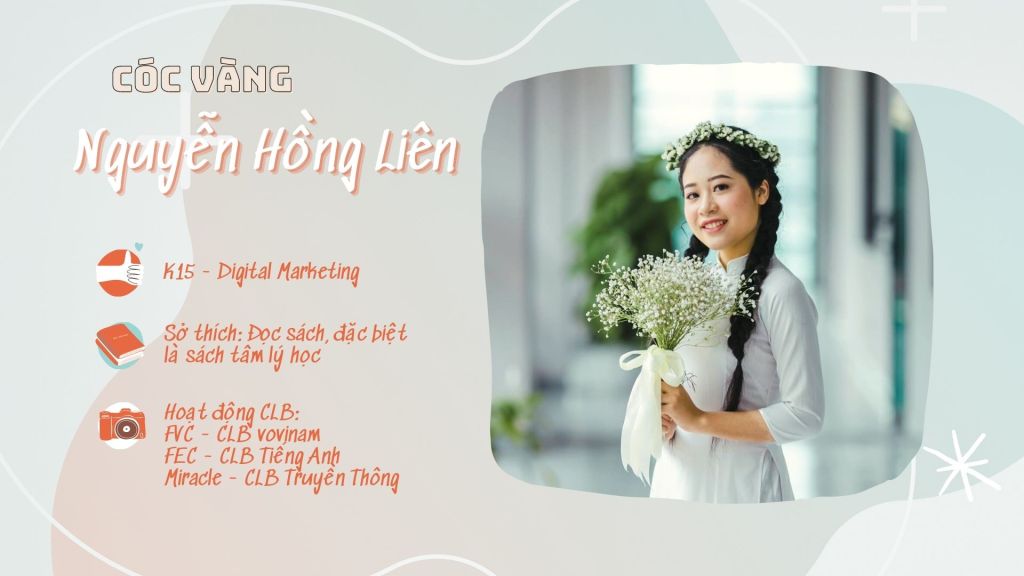 CÓC VÀNG
Nguyễn Hồng Liên
K15 - Digital Marketing
Sở thích: Đọc sách, đặc biệt
là sách tâm lý học
Hoạt động CLB:
FVC - CLB vovinam
FEC - CLB Tiếng Anh
Miracle - CLB Truyền Thông